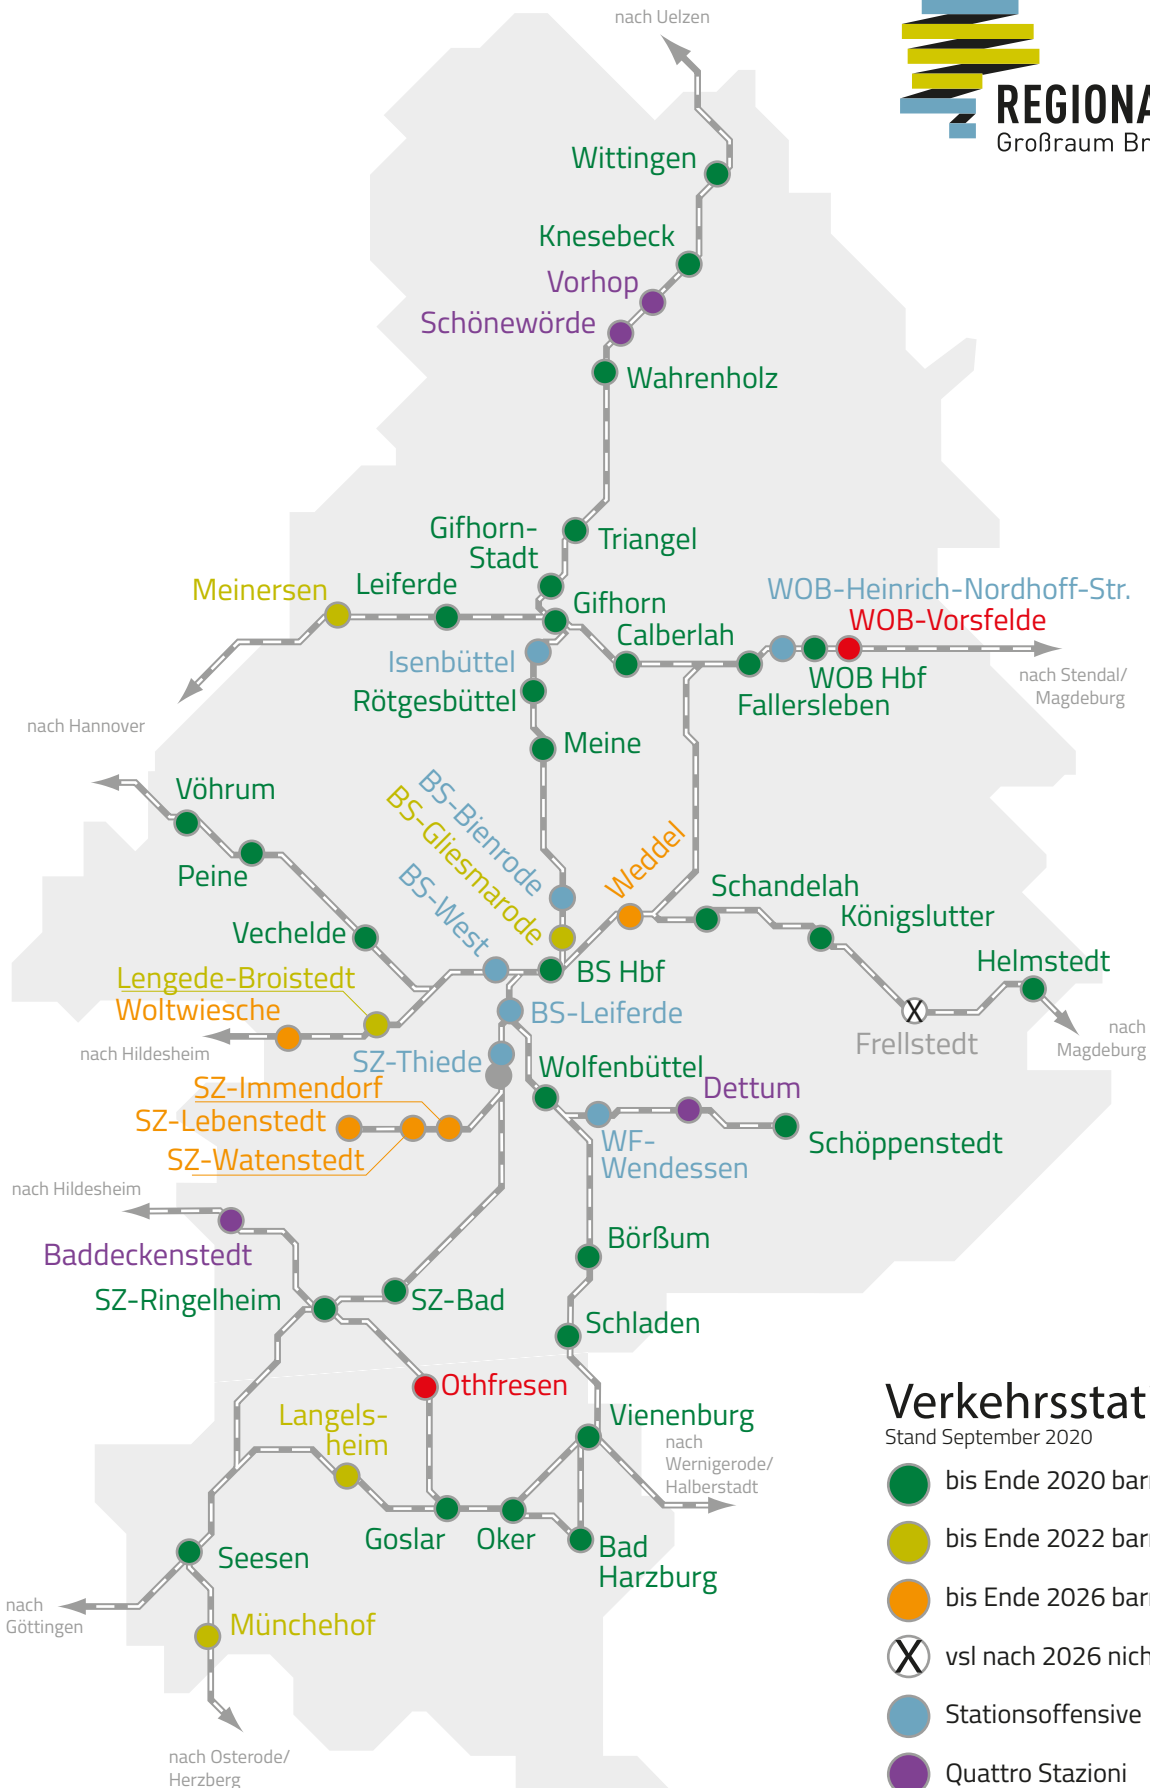 nach Uelzen
REGIONA
Großraum Br
Wittingen
Knesebeck
Vorhop
Schönewörde
Wahrenholz
Gifhorn-
Stadt
Triangel
Meinersen
Leiferde
Gifhorn
WOB-Heinrich-Nordhoff-Str.
WOB-Vorsfelde
Calberlah
Isenbüttel
WOB Hbf
nach Stendal/
Magdeburg
Rötgesbüttel
Fallersleben
nach Hannover
Meine
Vöhrum
BS-Bienrode
BS-Gliesmarode
BS-West
Weddel
Peine
Schandelah
Königslutter
Vechelde
Helmstedt
BS Hbf
Lengede-Broistedt
Woltwiesche
BS-Leiferde
nach
Magdeburg
nach Hildesheim
Frellstedt
SZ-Thiede
Wolfenbüttel
SZ-Immendorf
Dettum
SZ-Lebenstedt
SZ-Watenstedt
WF-
Wendessen
Schöppenstedt
nach Hildesheim
Baddeckenstedt
Börßum
SZ-Ringelheim
SZ-Bad
Schladen
Othfresen
Langels-
heim
Vienenburg
nach
Wernigerode/
Halberstadt
Goslar
Oker
Bad
Harzburg
Seesen
nach
Göttingen
Münchehof
nach Osterode/
Herzberg
Verkehrsstat
Stand September 2020
bis Ende 2020 barr
bis Ende 2022 barr
bis Ende 2026 barr
X vsl nach 2026 nich
Stationsoffensive
Quattro Stazioni